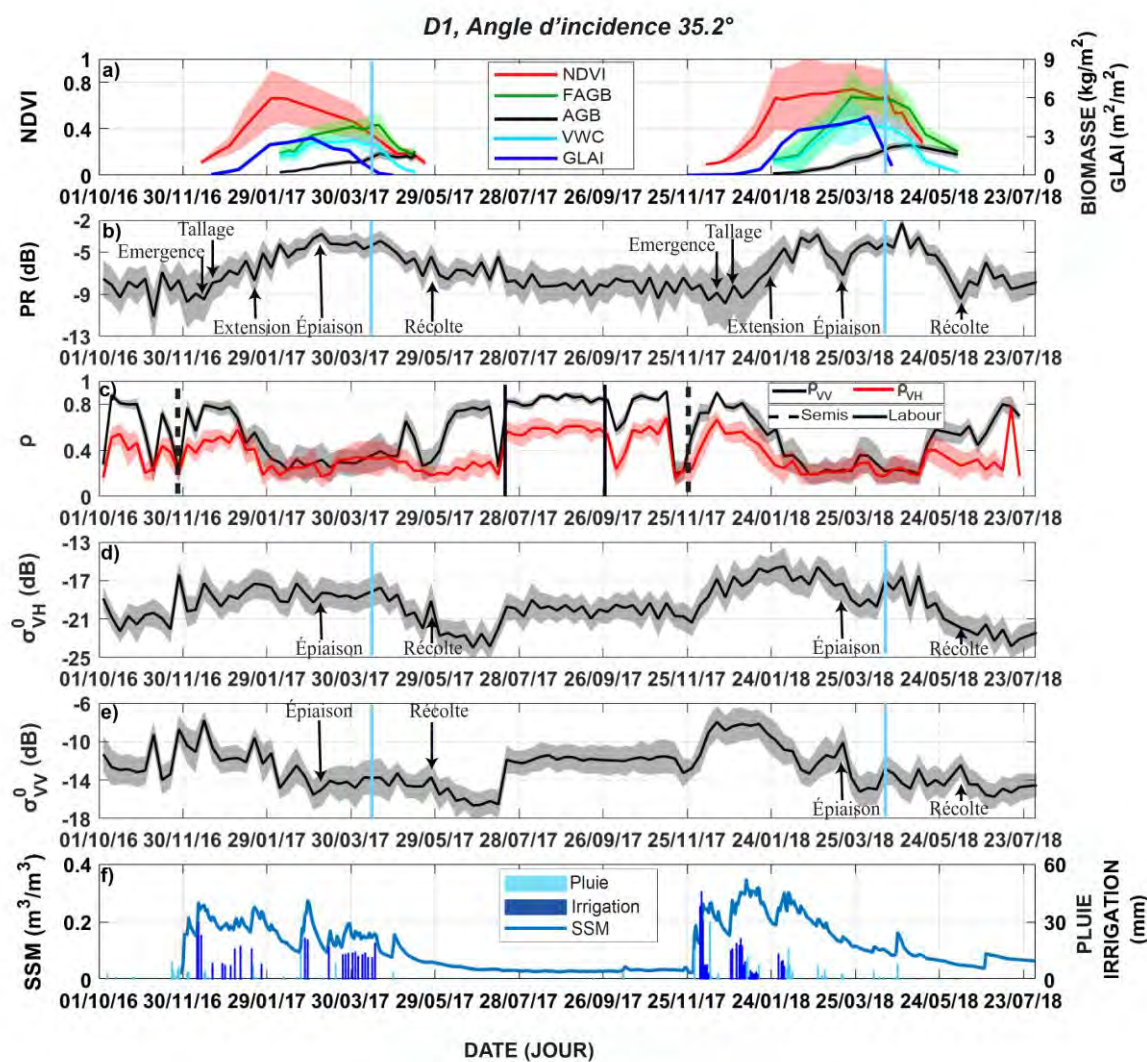 D1, Angle d'incidence 35.2°
a)
NDVI
1
0.8
0.4
0
NDVI
FAGB
AGB
VWC
GLAI
9
6
3
0
BIOMASSE (kg/m²)
GLAI (m²/m²)
01/10/16 30/11/16 29/01/17 30/03/17 29/05/17 28/07/17 26/09/17 25/11/17 24/01/18 25/03/18 24/05/18 23/07/18
b)
PR (dB)
-2
-5
-9
-13
Tallage
Emergence
Extension
Épiaison
Récolte
Tallage
Emergence
Extension
Épiaison
Récolte
01/10/16 30/11/16 29/01/17 30/03/17 29/05/17 28/07/17 26/09/17 25/11/17 24/01/18 25/03/18 24/05/18 23/07/18
c)
ρ
1
0.8
0.4
0
ρVV ρVH
Semis Labour
01/10/16 30/11/16 29/01/17 30/03/17 29/05/17 28/07/17 26/09/17 25/11/17 24/01/18 25/03/18 24/05/18 23/07/18
d)
σ⁰VH (dB)
-13
-17
-21
-25
Épiaison
Récolte
Épiaison
Récolte
01/10/16 30/11/16 29/01/17 30/03/17 29/05/17 28/07/17 26/09/17 25/11/17 24/01/18 25/03/18 24/05/18 23/07/18
e)
σ⁰VV (dB)
-6
-10
-14
-18
Épiaison
Récolte
Épiaison
Récolte
01/10/16 30/11/16 29/01/17 30/03/17 29/05/17 28/07/17 26/09/17 25/11/17 24/01/18 25/03/18 24/05/18 23/07/18
f)
SSM (m³/m³)
0.4
0.2
0
Pluie
Irrigation
SSM
60
30
0
PLUIE
IRRIGATION
(mm)
01/10/16 30/11/16 29/01/17 30/03/17 29/05/17 28/07/17 26/09/17 25/11/17 24/01/18 25/03/18 24/05/18 23/07/18
DATE (JOUR)